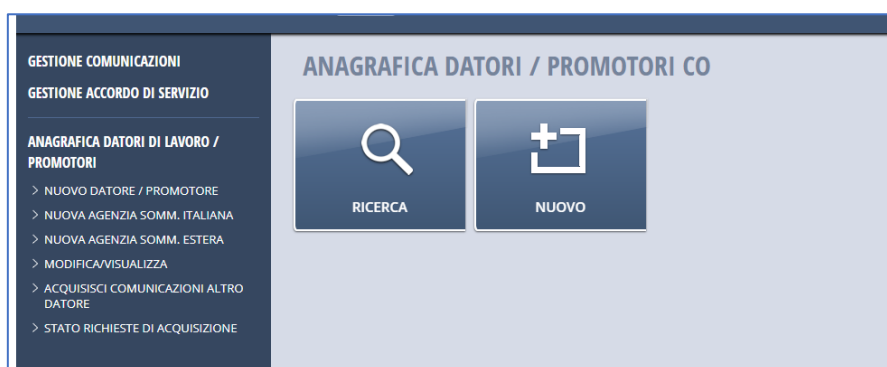 GESTIONE COMUNICAZIONI
GESTIONE ACCORDO DI SERVIZIO
ANAGRAFICA DATORI DI LAVORO /
PROMOTORI
> NUOVO DATORE / PROMOTORE
> NUOVA AGENZIA SOMM. ITALIANA
> NUOVA AGENZIA SOMM. ESTERA
> MODIFICA/VISUALIZZA
> ACQUISISCI COMUNICAZIONI ALTRO
DATORE
> STATO RICHIESTE DI ACQUISIZIONE
ANAGRAFICA DATORI / PROMOTORI CO
RICERCA
NUOVO